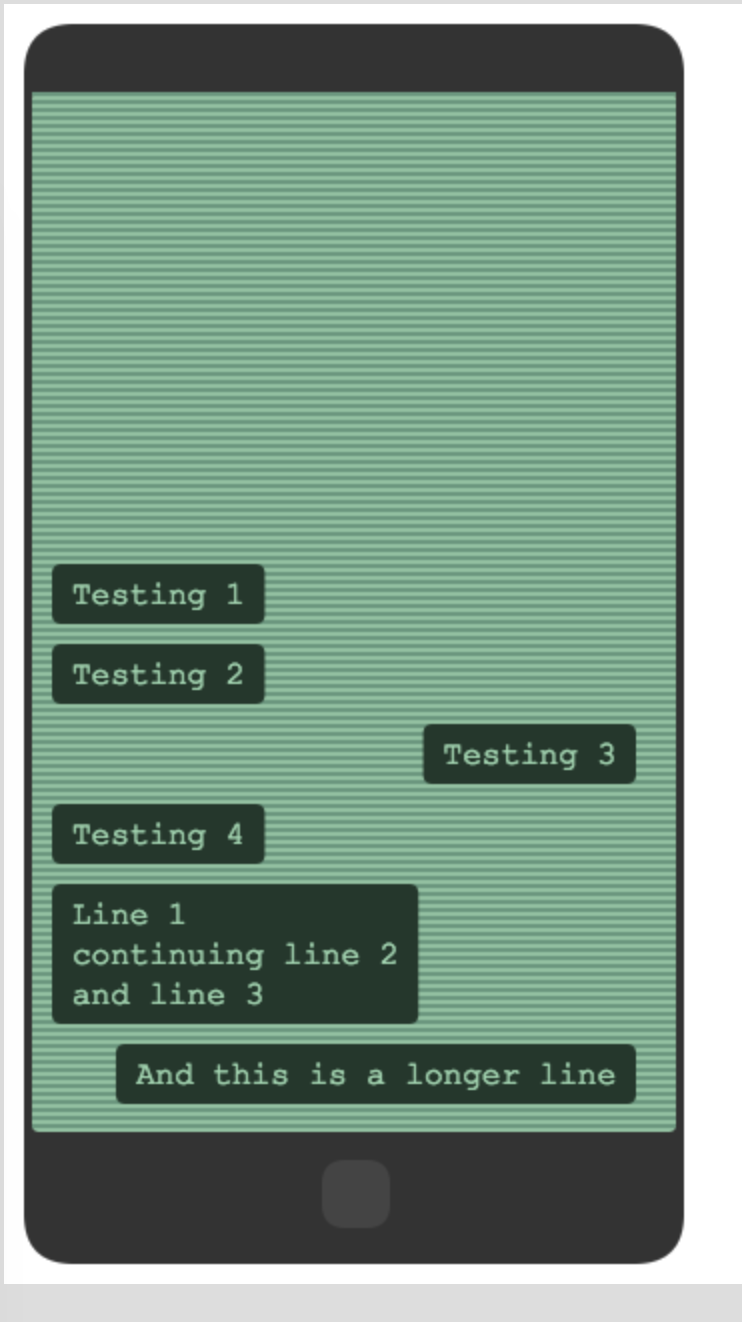 Testing 1
Testing 2
Testing 3
Testing 4
Line 1
continuing line 2
and line 3
And this is a longer line